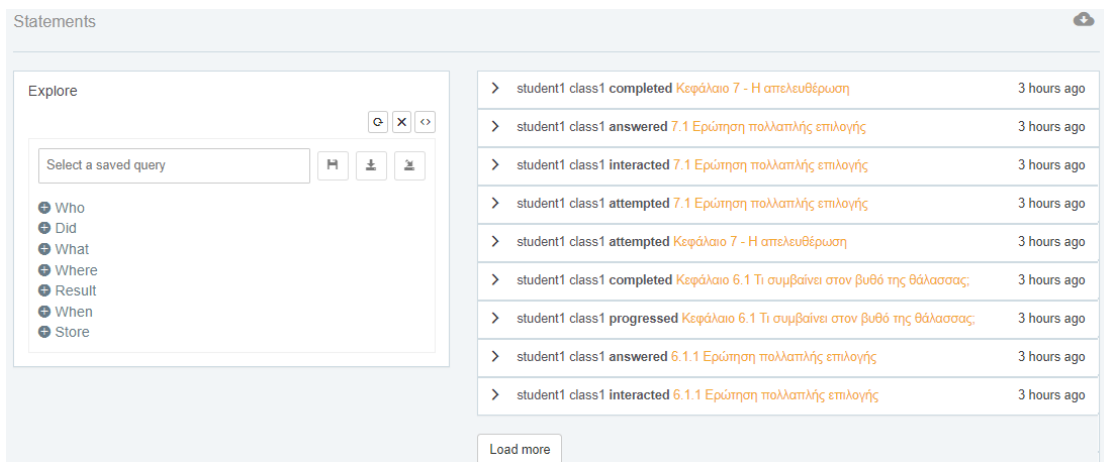 Statements
Explore
Select a saved query
Who
Did
What
Where
Result
When
Store
student1 class1 completed Κεφάλαιο 7 - Η απελευθέρωση 3 hours ago
student1 class1 answered 7.1 Ερώτηση πολλαπλής επιλογής 3 hours ago
student1 class1 interacted 7.1 Ερώτηση πολλαπλής επιλογής 3 hours ago
student1 class1 attempted 7.1 Ερώτηση πολλαπλής επιλογής 3 hours ago
student1 class1 attempted Κεφάλαιο 7 - Η απελευθέρωση 3 hours ago
student1 class1 completed Κεφάλαιο 6.1 Τι συμβαίνει στον βυθό της θάλασσας; 3 hours ago
student1 class1 progressed Κεφάλαιο 6.1 Τι συμβαίνει στον βυθό της θάλασσας; 3 hours ago
student1 class1 answered 6.1.1 Ερώτηση πολλαπλής επιλογής 3 hours ago
student1 class1 interacted 6.1.1 Ερώτηση πολλαπλής επιλογής 3 hours ago
Load more